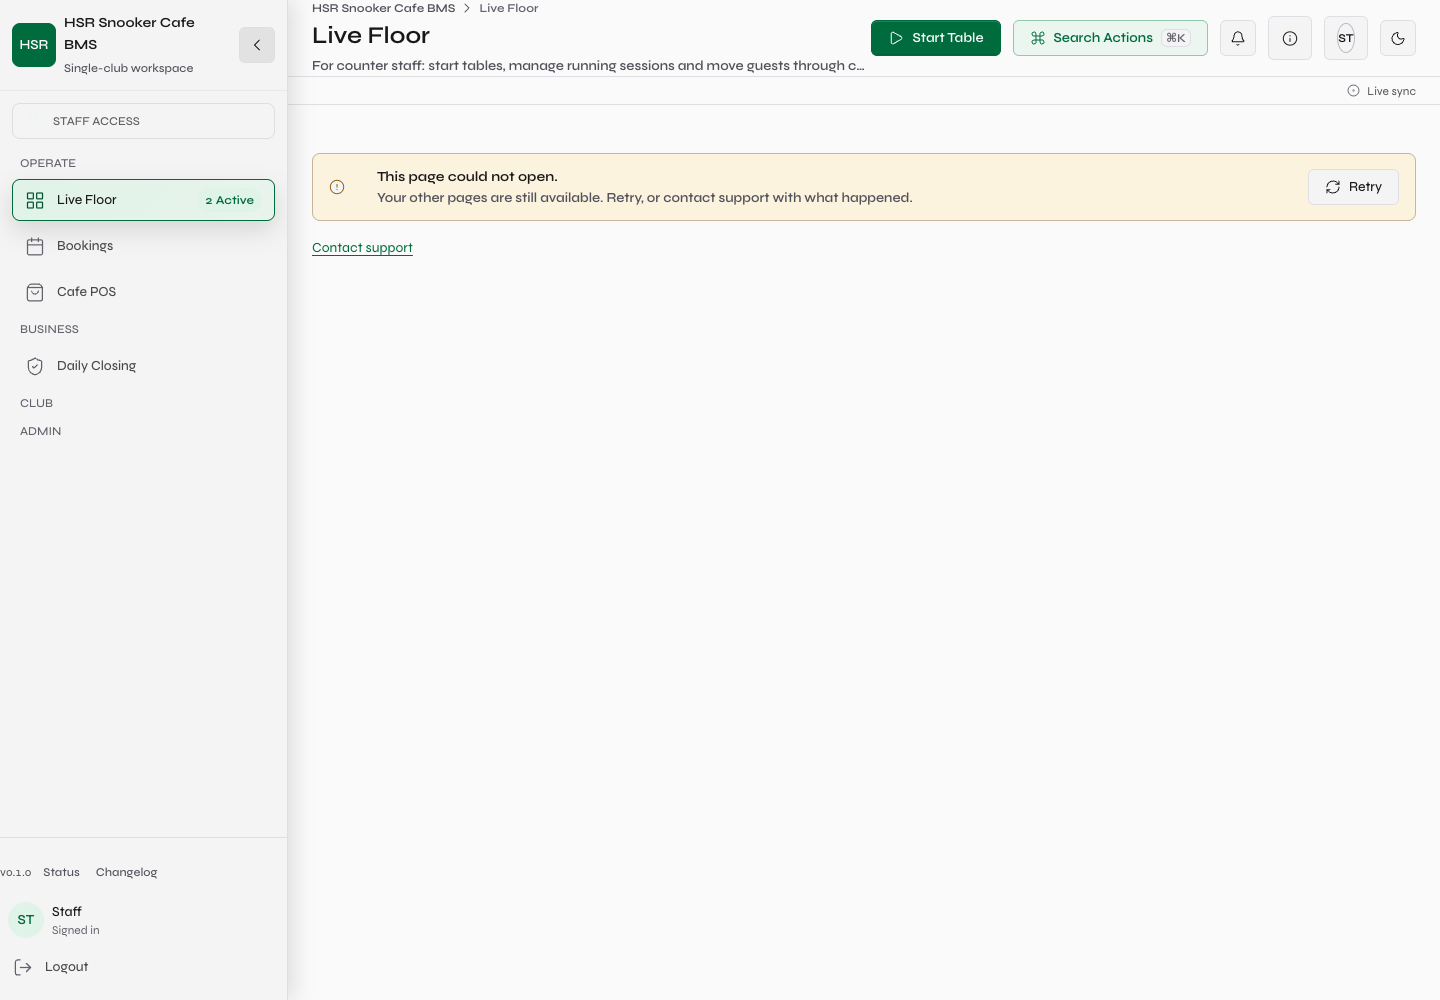 HSR
HSR Snooker Cafe
BMS
Single-club workspace
STAFF ACCESS
OPERATE
Live Floor
2 Active
Bookings
Cafe POS
BUSINESS
Daily Closing
CLUB
ADMIN
v0.1.0 Status Changelog
ST
Staff
Signed in
Logout
HSR Snooker Cafe BMS > Live Floor
Live Floor
For counter staff: start tables, manage running sessions and move guests through c...
Start Table
Search Actions ⌘K
ST
Live sync
This page could not open.
Your other pages are still available. Retry, or contact support with what happened.
Retry
Contact support